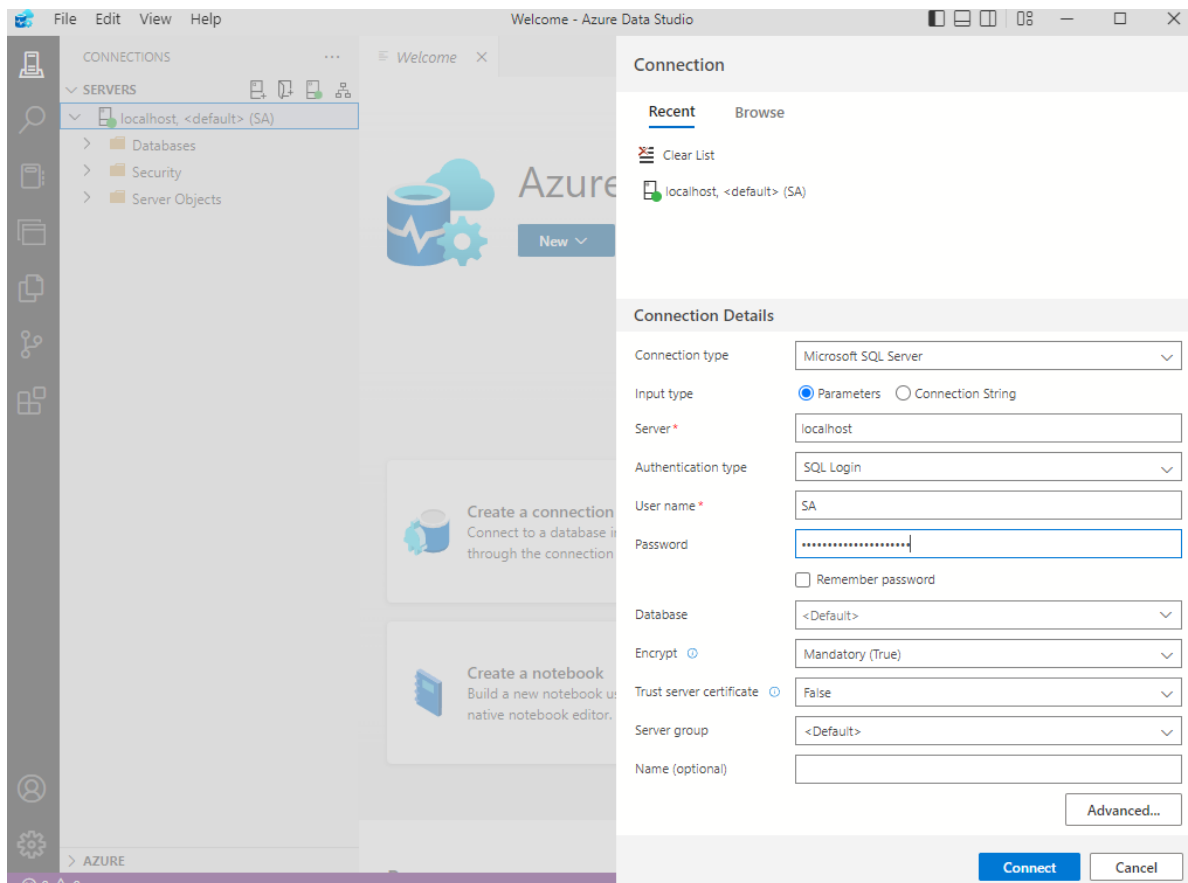 File Edit View Help
Welcome - Azure Data Studio
CONNECTIONS
SERVERS
localhost, <default> (SA)
Databases
Security
Server Objects
AZURE
Welcome
Azure
New
Create a connection
Connect to a database
through the connection
Create a notebook
Build a new notebook
native notebook editor.
Connection
Recent Browse
Clear List
localhost, <default> (SA)
Connection Details
Connection type Microsoft SQL Server
Input type Parameters Connection String
Server* localhost
Authentication type SQL Login
User name* SA
Password •••••••••••••••••••••
Remember password
Database <Default>
Encrypt Mandatory (True)
Trust server certificate False
Server group <Default>
Name (optional)
Advanced...
Connect Cancel